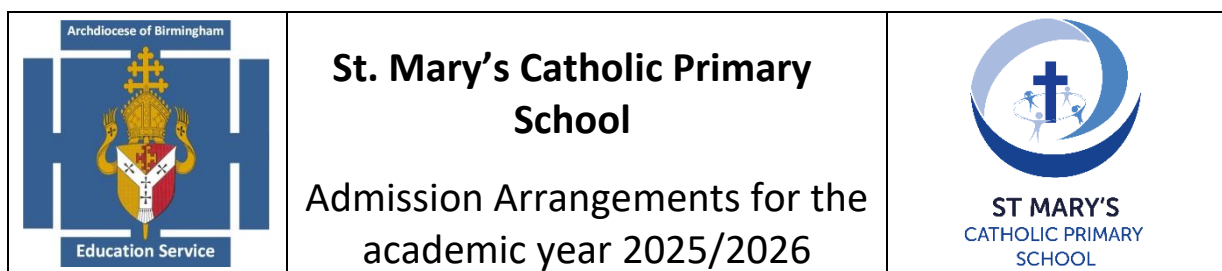 Archdiocese of Birmingham
Education Service
St. Mary’s Catholic Primary
School
Admission Arrangements for the
academic year 2025/2026
ST MARY'S
CATHOLIC PRIMARY
SCHOOL